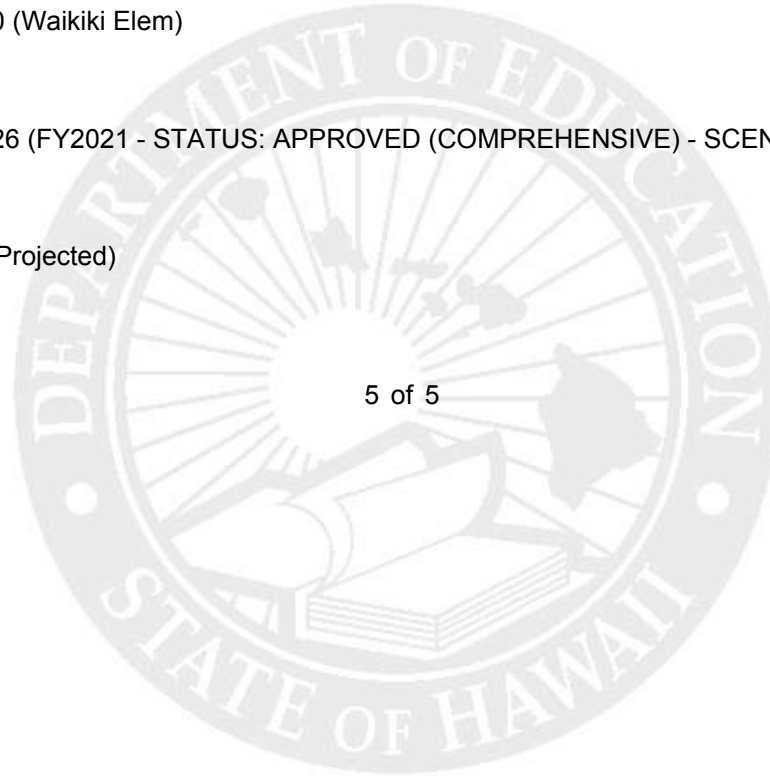 0 (Waikiki Elem)
26 (FY2021 - STATUS: APPROVED (COMPREHENSIVE) - SCEN
Projected)
5 of 5
DEPARTMENT OF EDUCATION
STATE OF HAWAII